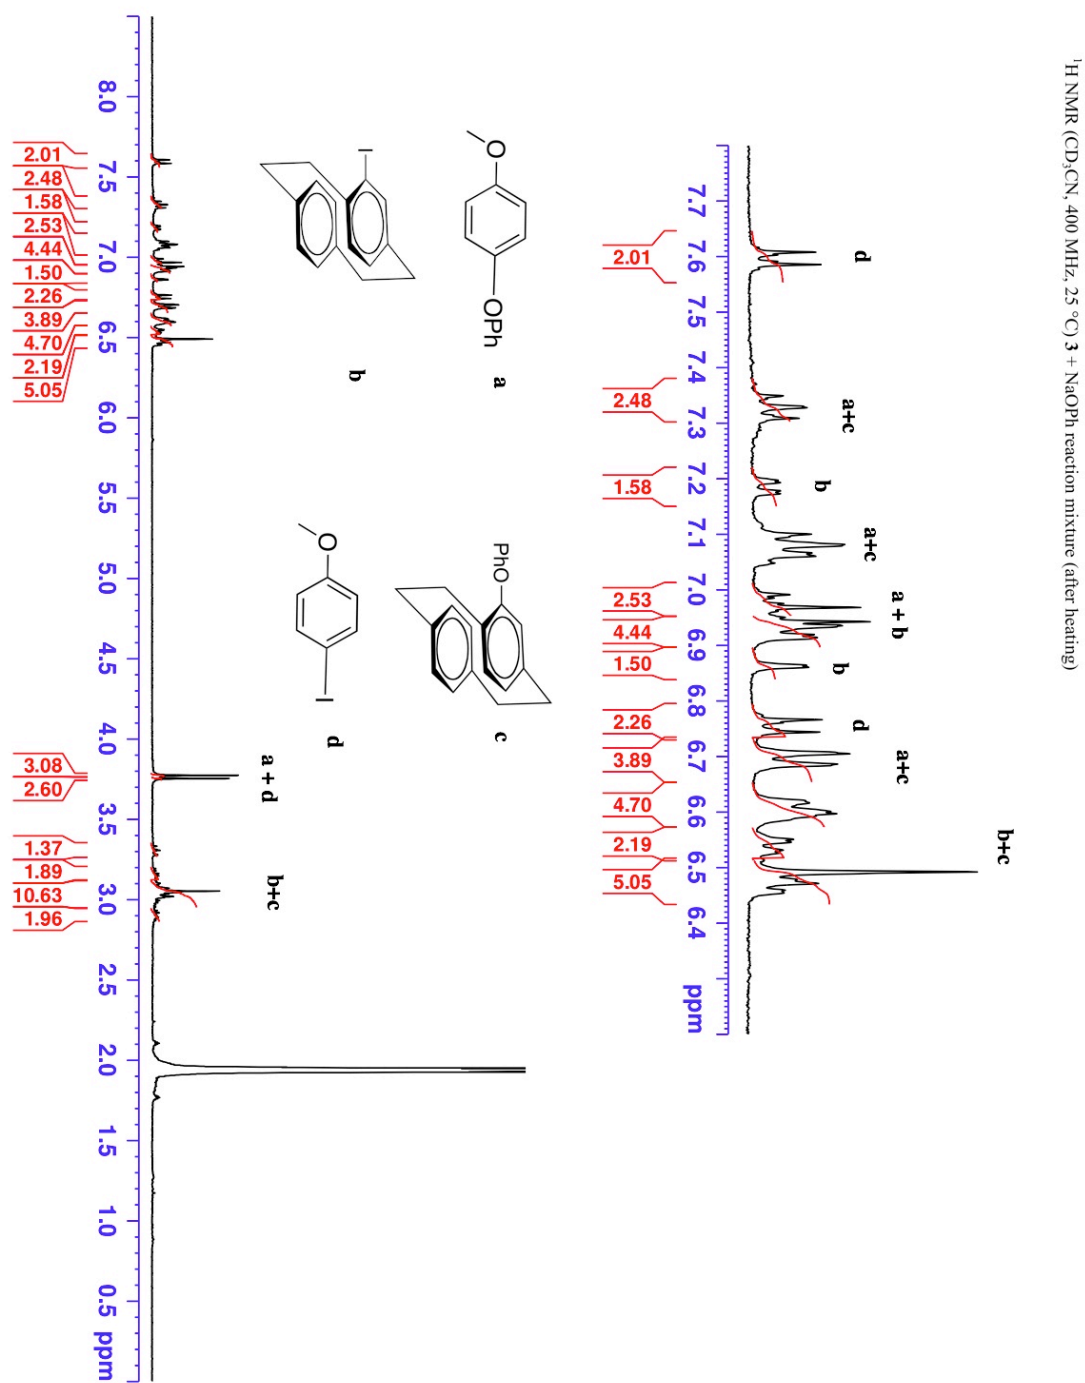 ¹H NMR (CD₃CN, 400 MHz, 25 °C) 3 + NaOPh reaction mixture (after heating)
d
a+c
b
a+c
a + b
b
d
a+c
b+c
7.7 7.6 7.5 7.4 7.3 7.2 7.1 7.0 6.9 6.8 6.7 6.6 6.5 6.4 ppm
2.01
2.48
1.58
2.53
4.44
1.50
2.26
3.89
4.70
2.19
5.05
O
OPh
a
PhO
c
I
b
O
I
d
a + d
b+c
8.0 7.5 7.0 6.5 6.0 5.5 5.0 4.5 4.0 3.5 3.0 2.5 2.0 1.5 1.0 0.5 ppm
2.01
2.48
1.58
2.53
4.44
1.50
2.26
3.89
4.70
2.19
5.05
3.08
2.60
1.37
1.89
10.63
1.96